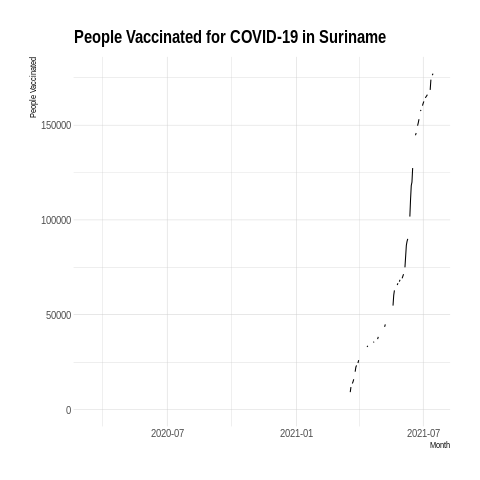 People Vaccinated for COVID-19 in Suriname
People Vaccinated
150000
100000
50000
0
2020-07 2021-01 2021-07
Month